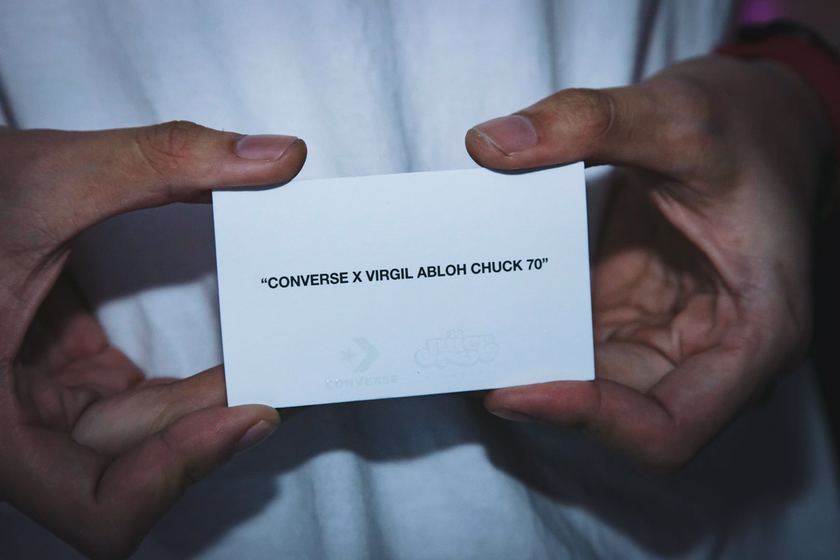 “CONVERSE X VIRGIL ABLOH CHUCK 70”
CONVERSE